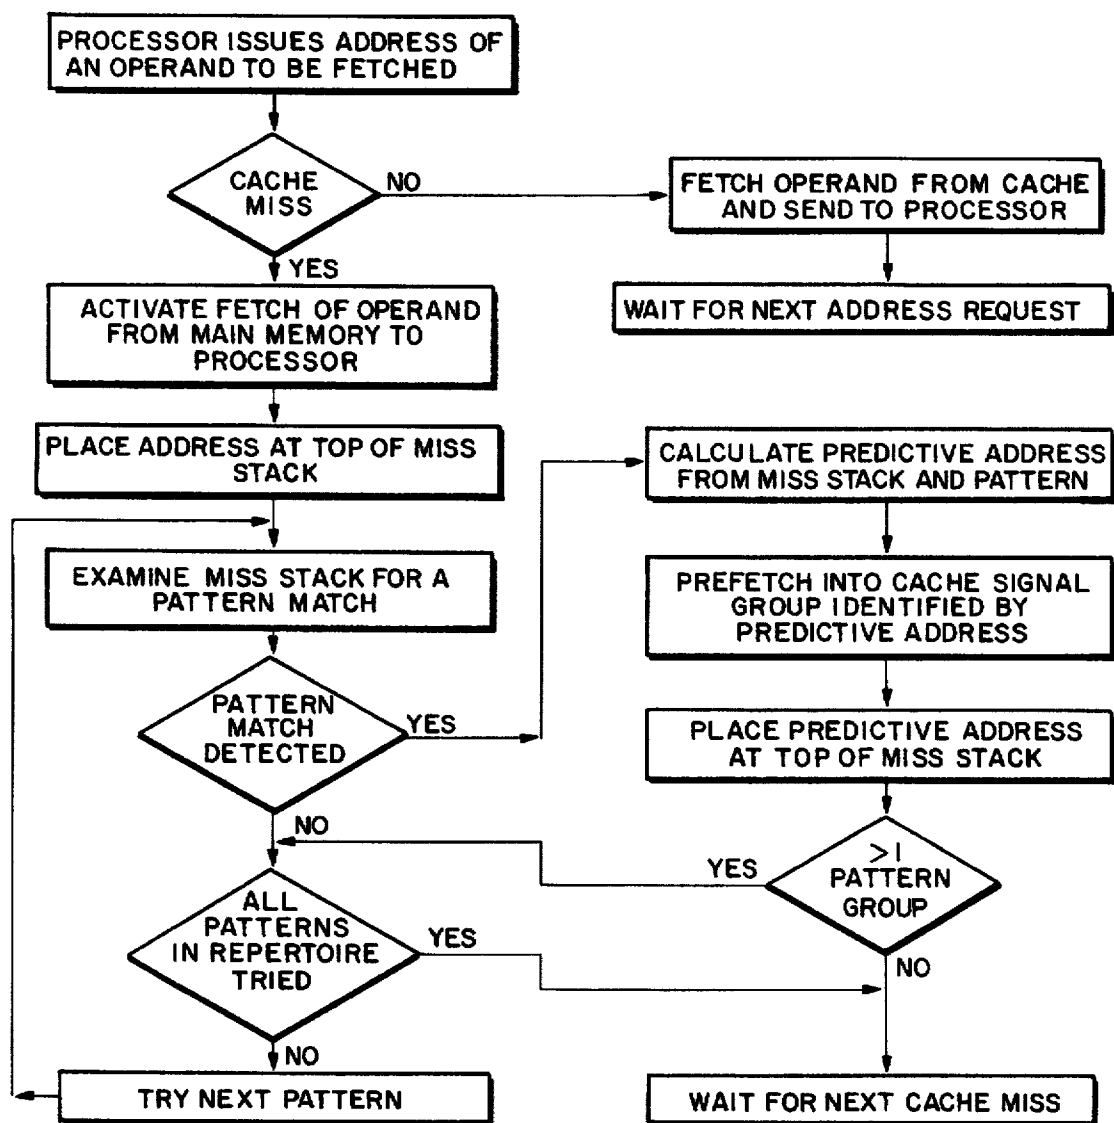 PROCESSOR ISSUES ADDRESS OF
AN OPERAND TO BE FETCHED
CACHE
MISS
NO
FETCH OPERAND FROM CACHE
AND SEND TO PROCESSOR
YES
WAIT FOR NEXT ADDRESS REQUEST
ACTIVATE FETCH OF OPERAND
FROM MAIN MEMORY TO
PROCESSOR
PLACE ADDRESS AT TOP OF MISS
STACK
CALCULATE PREDICTIVE ADDRESS
FROM MISS STACK AND PATTERN
EXAMINE MISS STACK FOR A
PATTERN MATCH
PREFETCH INTO CACHE SIGNAL
GROUP IDENTIFIED BY
PREDICTIVE ADDRESS
PATTERN
MATCH
DETECTED
YES
PLACE PREDICTIVE ADDRESS
AT TOP OF MISS STACK
NO
>1
PATTERN
GROUP
YES
NO
ALL
PATTERNS
IN REPERTOIRE
TRIED
YES
NO
TRY NEXT PATTERN
WAIT FOR NEXT CACHE MISS